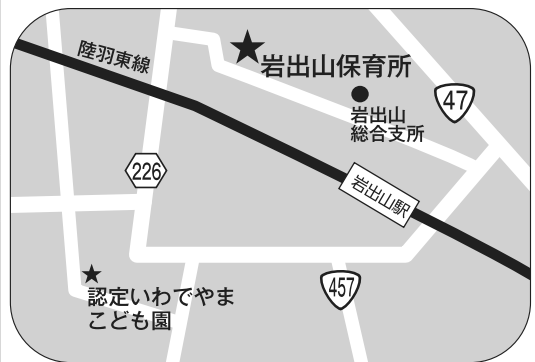 陸羽東線
岩出山保育所
47
岩出山
総合支所
226
岩出山駅
認定いわでやま
こども園
457